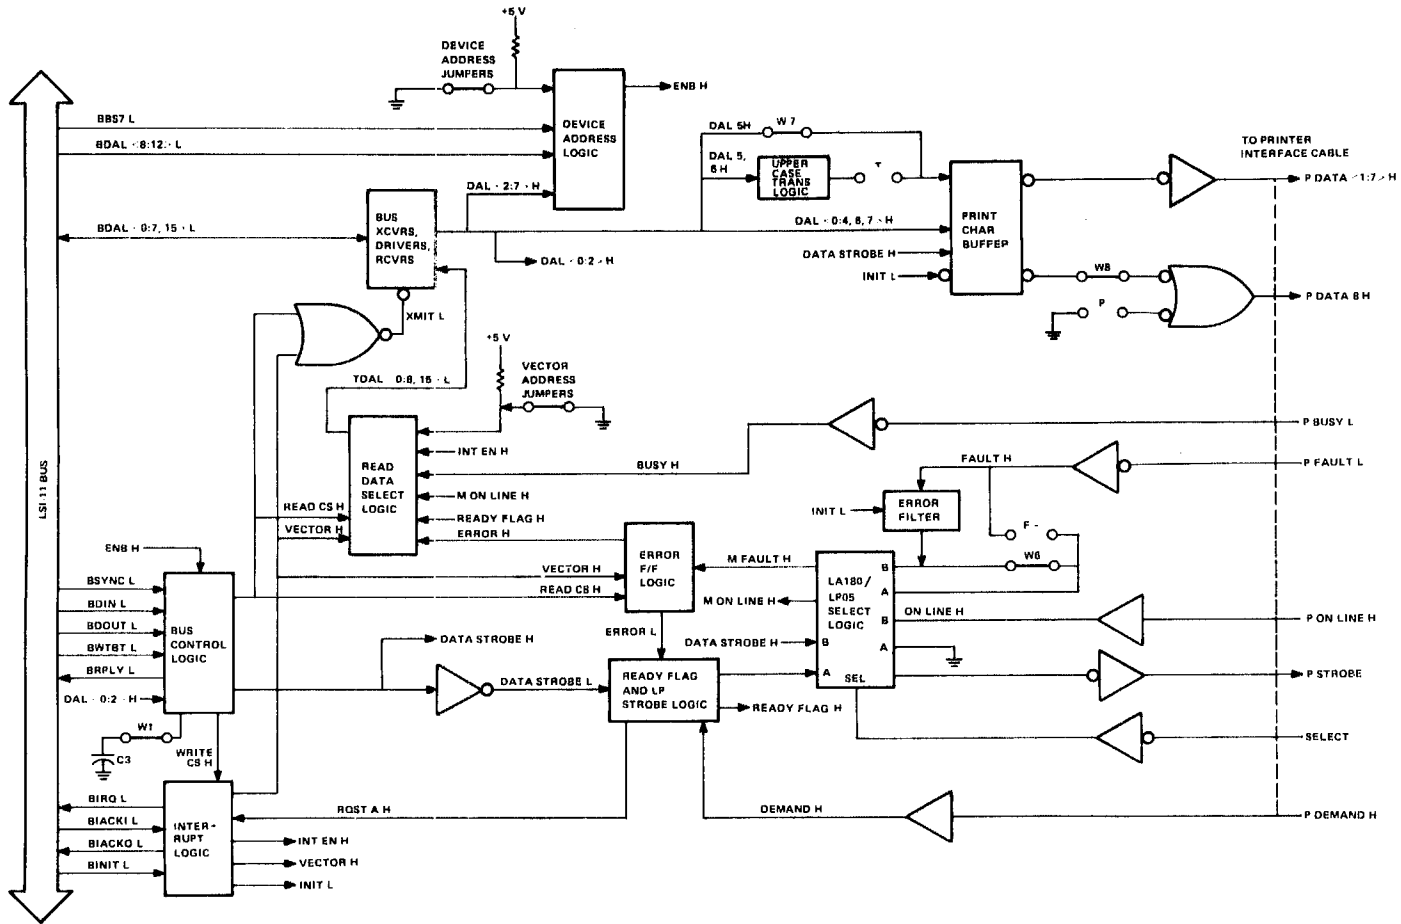 +5 V
DEVICE
ADDRESS
JUMPERS
ENB H
BBS7 L
BDAL <8:12> L
DEVICE
ADDRESS
LOGIC
DAL 5H
W 7
DAL 5,
6 H
UPPER
CASE
TRANS
LOGIC
T
TO PRINTER
INTERFACE CABLE
P DATA <1:7> H
DAL <2:7> H
BUS
XCVRS,
DRIVERS,
RCVRS
BDAL <0:7, 15> L
DAL <0:4, 6, 7> H
PRINT
CHAR
BUFFER
DATA STROBE H
DAL <0:2> H
INIT L
W8
P
P DATA 8 H
XMIT L
+5 V
TDAL <0:8, 15> L
VECTOR
ADDRESS
JUMPERS
LSI-11 BUS
P BUSY L
READ
DATA
SELECT
LOGIC
INT EN H
BUSY H
FAULT H
P FAULT L
M ON LINE H
READY FLAG H
ERROR H
READ CS H
VECTOR H
INIT L
ERROR
FILTER
F -
W6
ENB H
ERROR
F/F
LOGIC
M FAULT H
VECTOR H
READ CS H
LA180/
LP05
SELECT
LOGIC
B
A
B
A
B
A
SEL
M ON LINE H
ON LINE H
P ON LINE H
BSYNC L
BDIN L
BDOUT L
BWTBT L
BRPLY L
DAL <0:2> H
BUS
CONTROL
LOGIC
DATA STROBE H
ERROR L
DATA STROBE H
DATA STROBE L
READY FLAG
AND LP
STROBE LOGIC
READY FLAG H
P STROBE
SELECT
W1
C3
WRITE
CS H
BIRQ L
BIACKI L
BIACKO L
BINIT L
INTER-
RUPT
LOGIC
RQST A H
INT EN H
VECTOR H
INIT L
DEMAND H
P DEMAND H